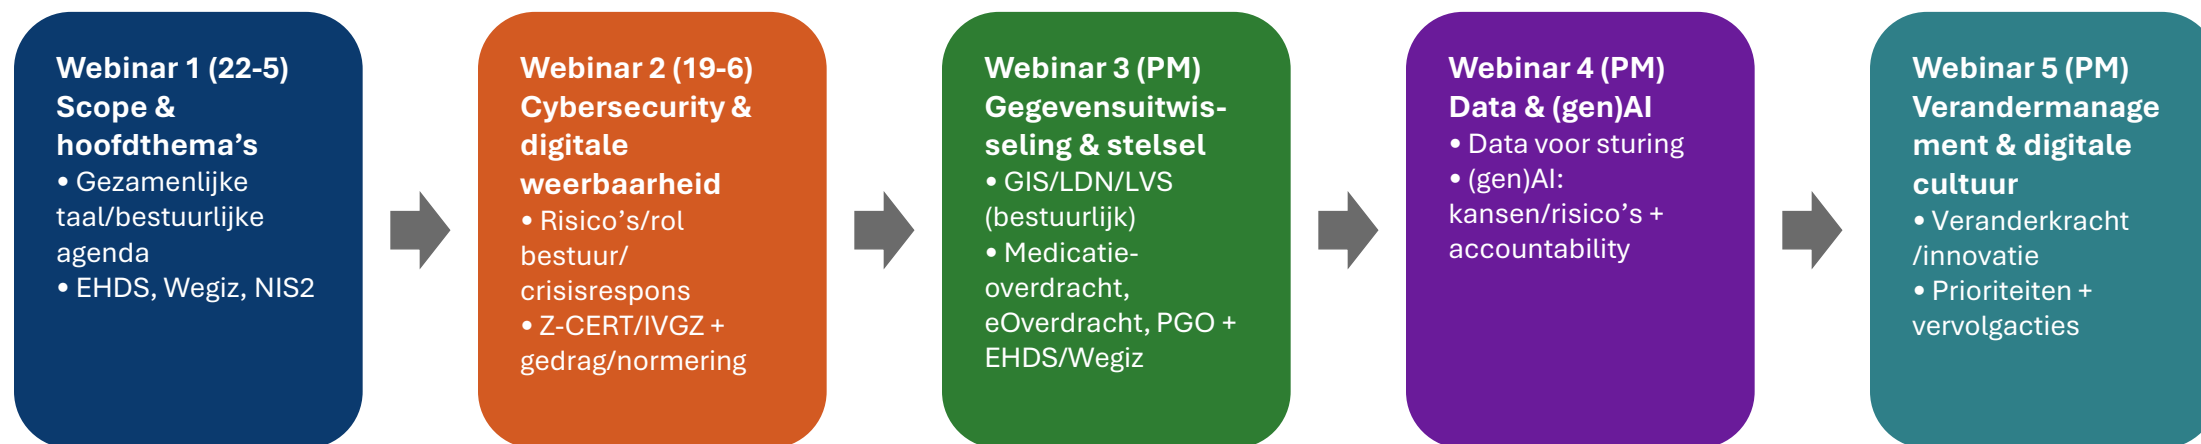 Webinar 1 (22-5)
Scope &
hoofdthema’s
• Gezamenlijke
taal/bestuurlijke
agenda
• EHDS, Wegiz, NIS2
Webinar 2 (19-6)
Cybersecurity &
digitale
weerbaarheid
• Risico’s/rol
bestuur/
crisisrespons
• Z-CERT/IVGZ +
gedrag/normering
Webinar 3 (PM)
Gegevensuitwis-
seling & stelsel
• GIS/LDN/LVS
(bestuurlijk)
• Medicatie-
overdracht,
eOverdracht, PGO +
EHDS/Wegiz
Webinar 4 (PM)
Data & (gen)AI
• Data voor sturing
• (gen)AI:
kansen/risico’s +
accountability
Webinar 5 (PM)
Verandermanage
ment & digitale
cultuur
• Veranderkracht
/innovatie
• Prioriteiten +
vervolgacties